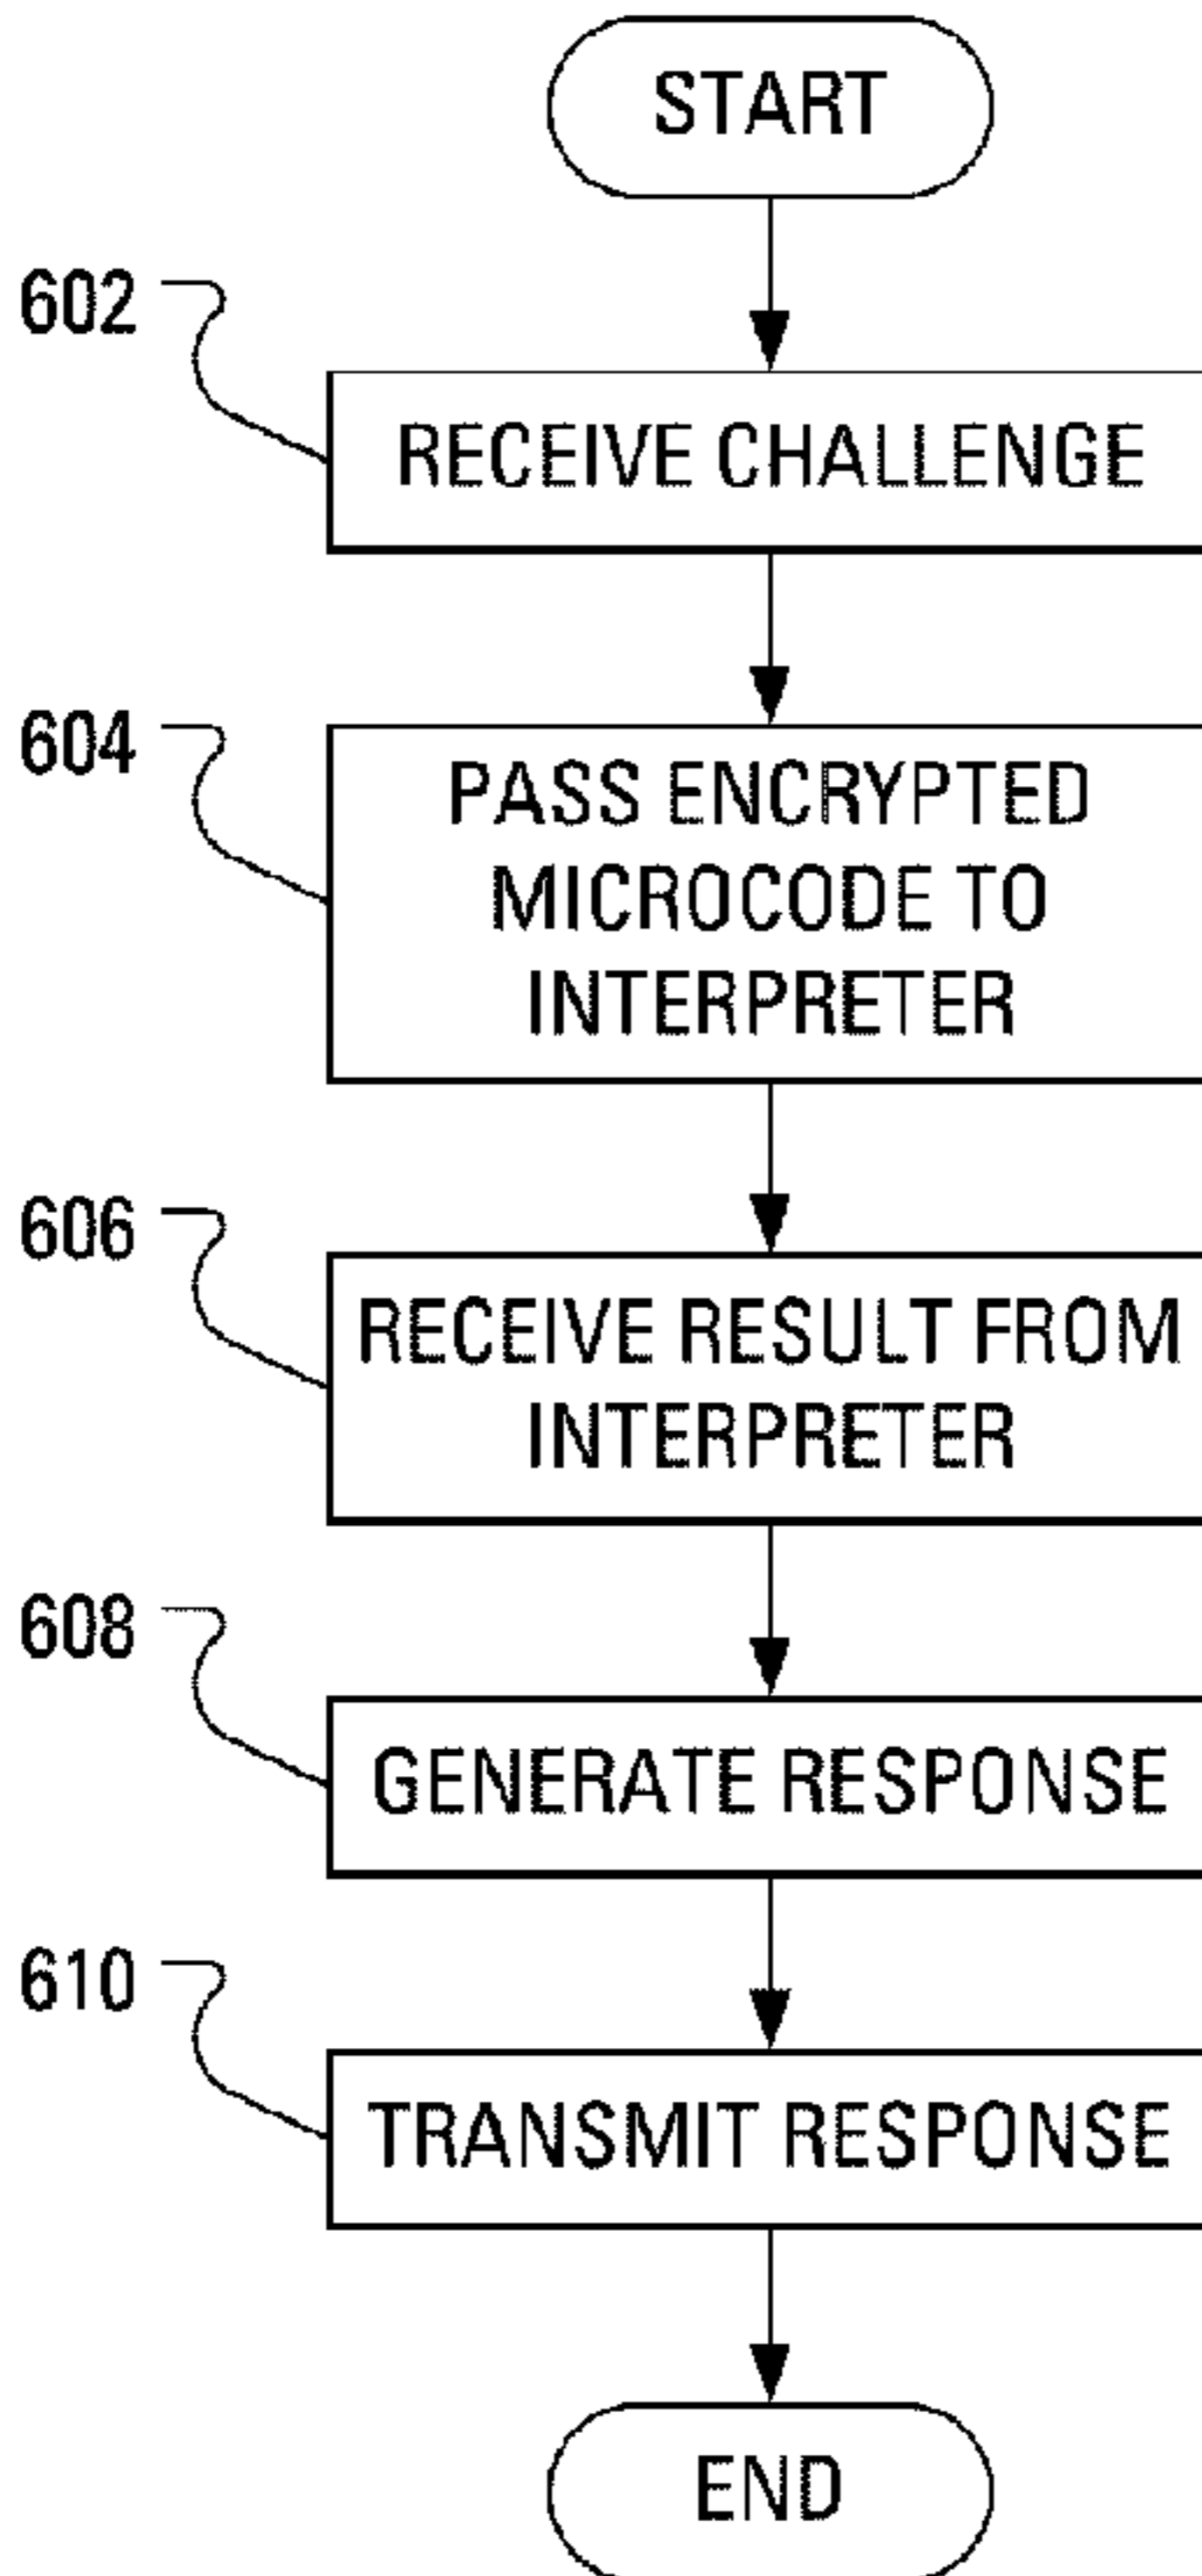 START
602
RECEIVE CHALLENGE
604
PASS ENCRYPTED
MICROCODE TO
INTERPRETER
606
RECEIVE RESULT FROM
INTERPRETER
608
GENERATE RESPONSE
610
TRANSMIT RESPONSE
END